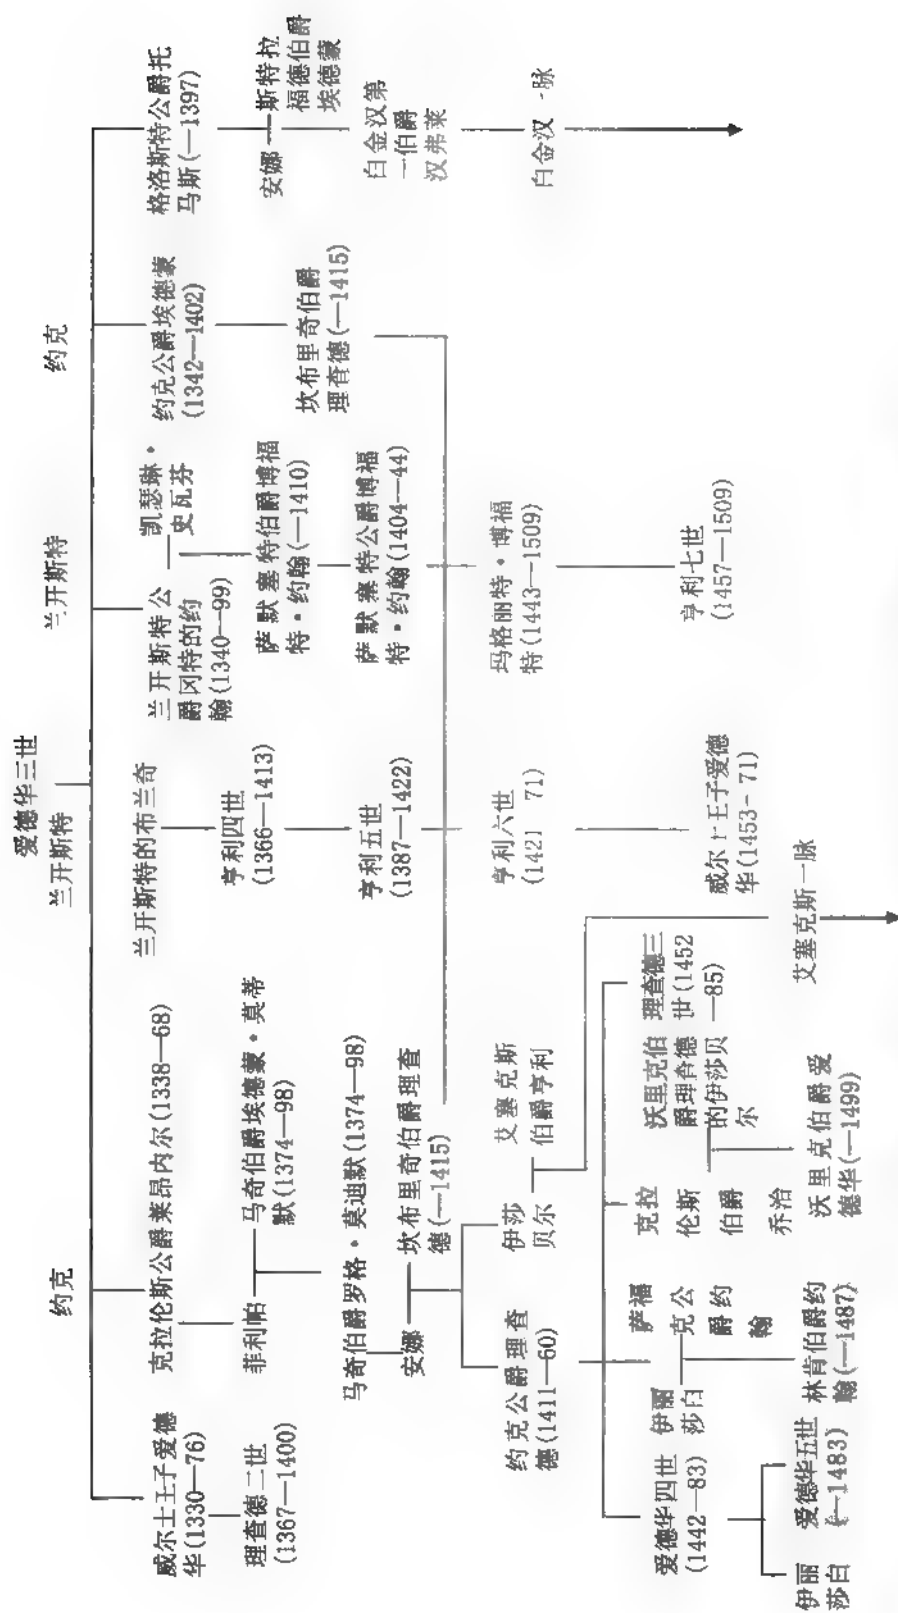 爱德华三世
约克
兰开斯特
兰开斯特
约克
威尔士王子爱德
华(1330—76)
理查德二世
(1367—1400)
克拉伦斯公爵莱昂内尔(1338—68)
菲利帕
马奇伯爵埃德蒙·莫蒂
默(1374—98)
马奇伯爵罗格·莫迪默(1374—98)
安娜
坎布里奇伯爵理查
德(—1415)
约克公爵理查
德(1411—60)
伊莎
贝尔
艾塞克斯
伯爵亨利
艾塞克斯一脉
爱德华四世
(1442—83)
伊丽
莎白
萨福
克公
爵约
翰
克拉
伦斯
伯爵
乔治
沃里克伯
爵理查德
的伊莎贝
尔
理查德三
世(1452
—85)
伊丽
莎白
爱德华五世
(—1483)
林肯伯爵约
翰(—1487)
沃里克伯爵爱
德华(—1499)
兰开斯特的布兰奇
亨利四世
(1366—1413)
亨利五世
(1387—1422)
亨利六世
(1421 71)
威尔士王子爱德
华(1453-71)
兰开斯特公
爵冈特的约
翰(1340—99)
凯瑟琳·
史瓦芬
萨默塞特伯爵博福
特·约翰(—1410)
萨默塞特公爵博福
特·约翰(1404—44)
玛格丽特·博福
特(1443—1509)
亨利七世
(1457—1509)
约克公爵埃德蒙
(1342—1402)
坎布里奇伯爵
理查德(—1415)
格洛斯特公爵托
马斯(—1397)
安娜
斯特拉
福德伯爵
埃德蒙
白金汉第
一伯爵
汉弗莱
白金汉一脉